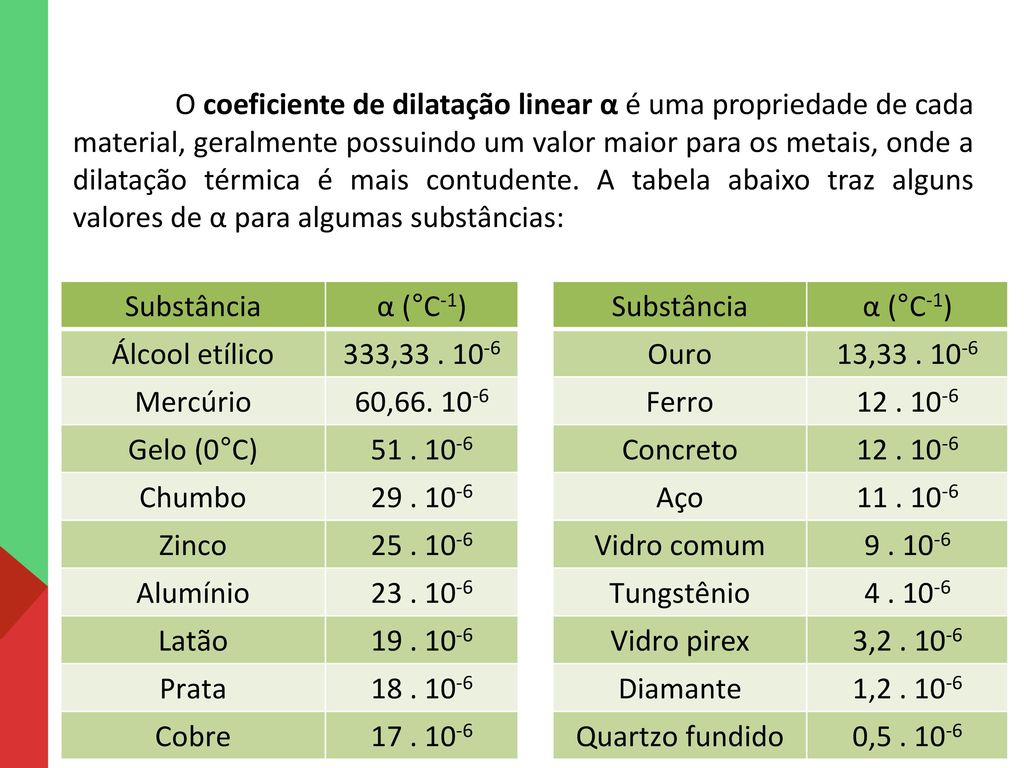 O coeficiente de dilatação linear α é uma propriedade de cada
material, geralmente possuindo um valor maior para os metais, onde a
dilatação térmica é mais contudente. A tabela abaixo traz alguns
valores de α para algumas substâncias:
Substância α (°C⁻¹)
Álcool etílico 333,33 . 10⁻⁶
Mercúrio 60,66. 10⁻⁶
Gelo (0°C) 51 . 10⁻⁶
Chumbo 29 . 10⁻⁶
Zinco 25 . 10⁻⁶
Alumínio 23 . 10⁻⁶
Latão 19 . 10⁻⁶
Prata 18 . 10⁻⁶
Cobre 17 . 10⁻⁶
Substância α (°C⁻¹)
Ouro 13,33 . 10⁻⁶
Ferro 12 . 10⁻⁶
Concreto 12 . 10⁻⁶
Aço 11 . 10⁻⁶
Vidro comum 9 . 10⁻⁶
Tungstênio 4 . 10⁻⁶
Vidro pirex 3,2 . 10⁻⁶
Diamante 1,2 . 10⁻⁶
Quartzo fundido 0,5 . 10⁻⁶